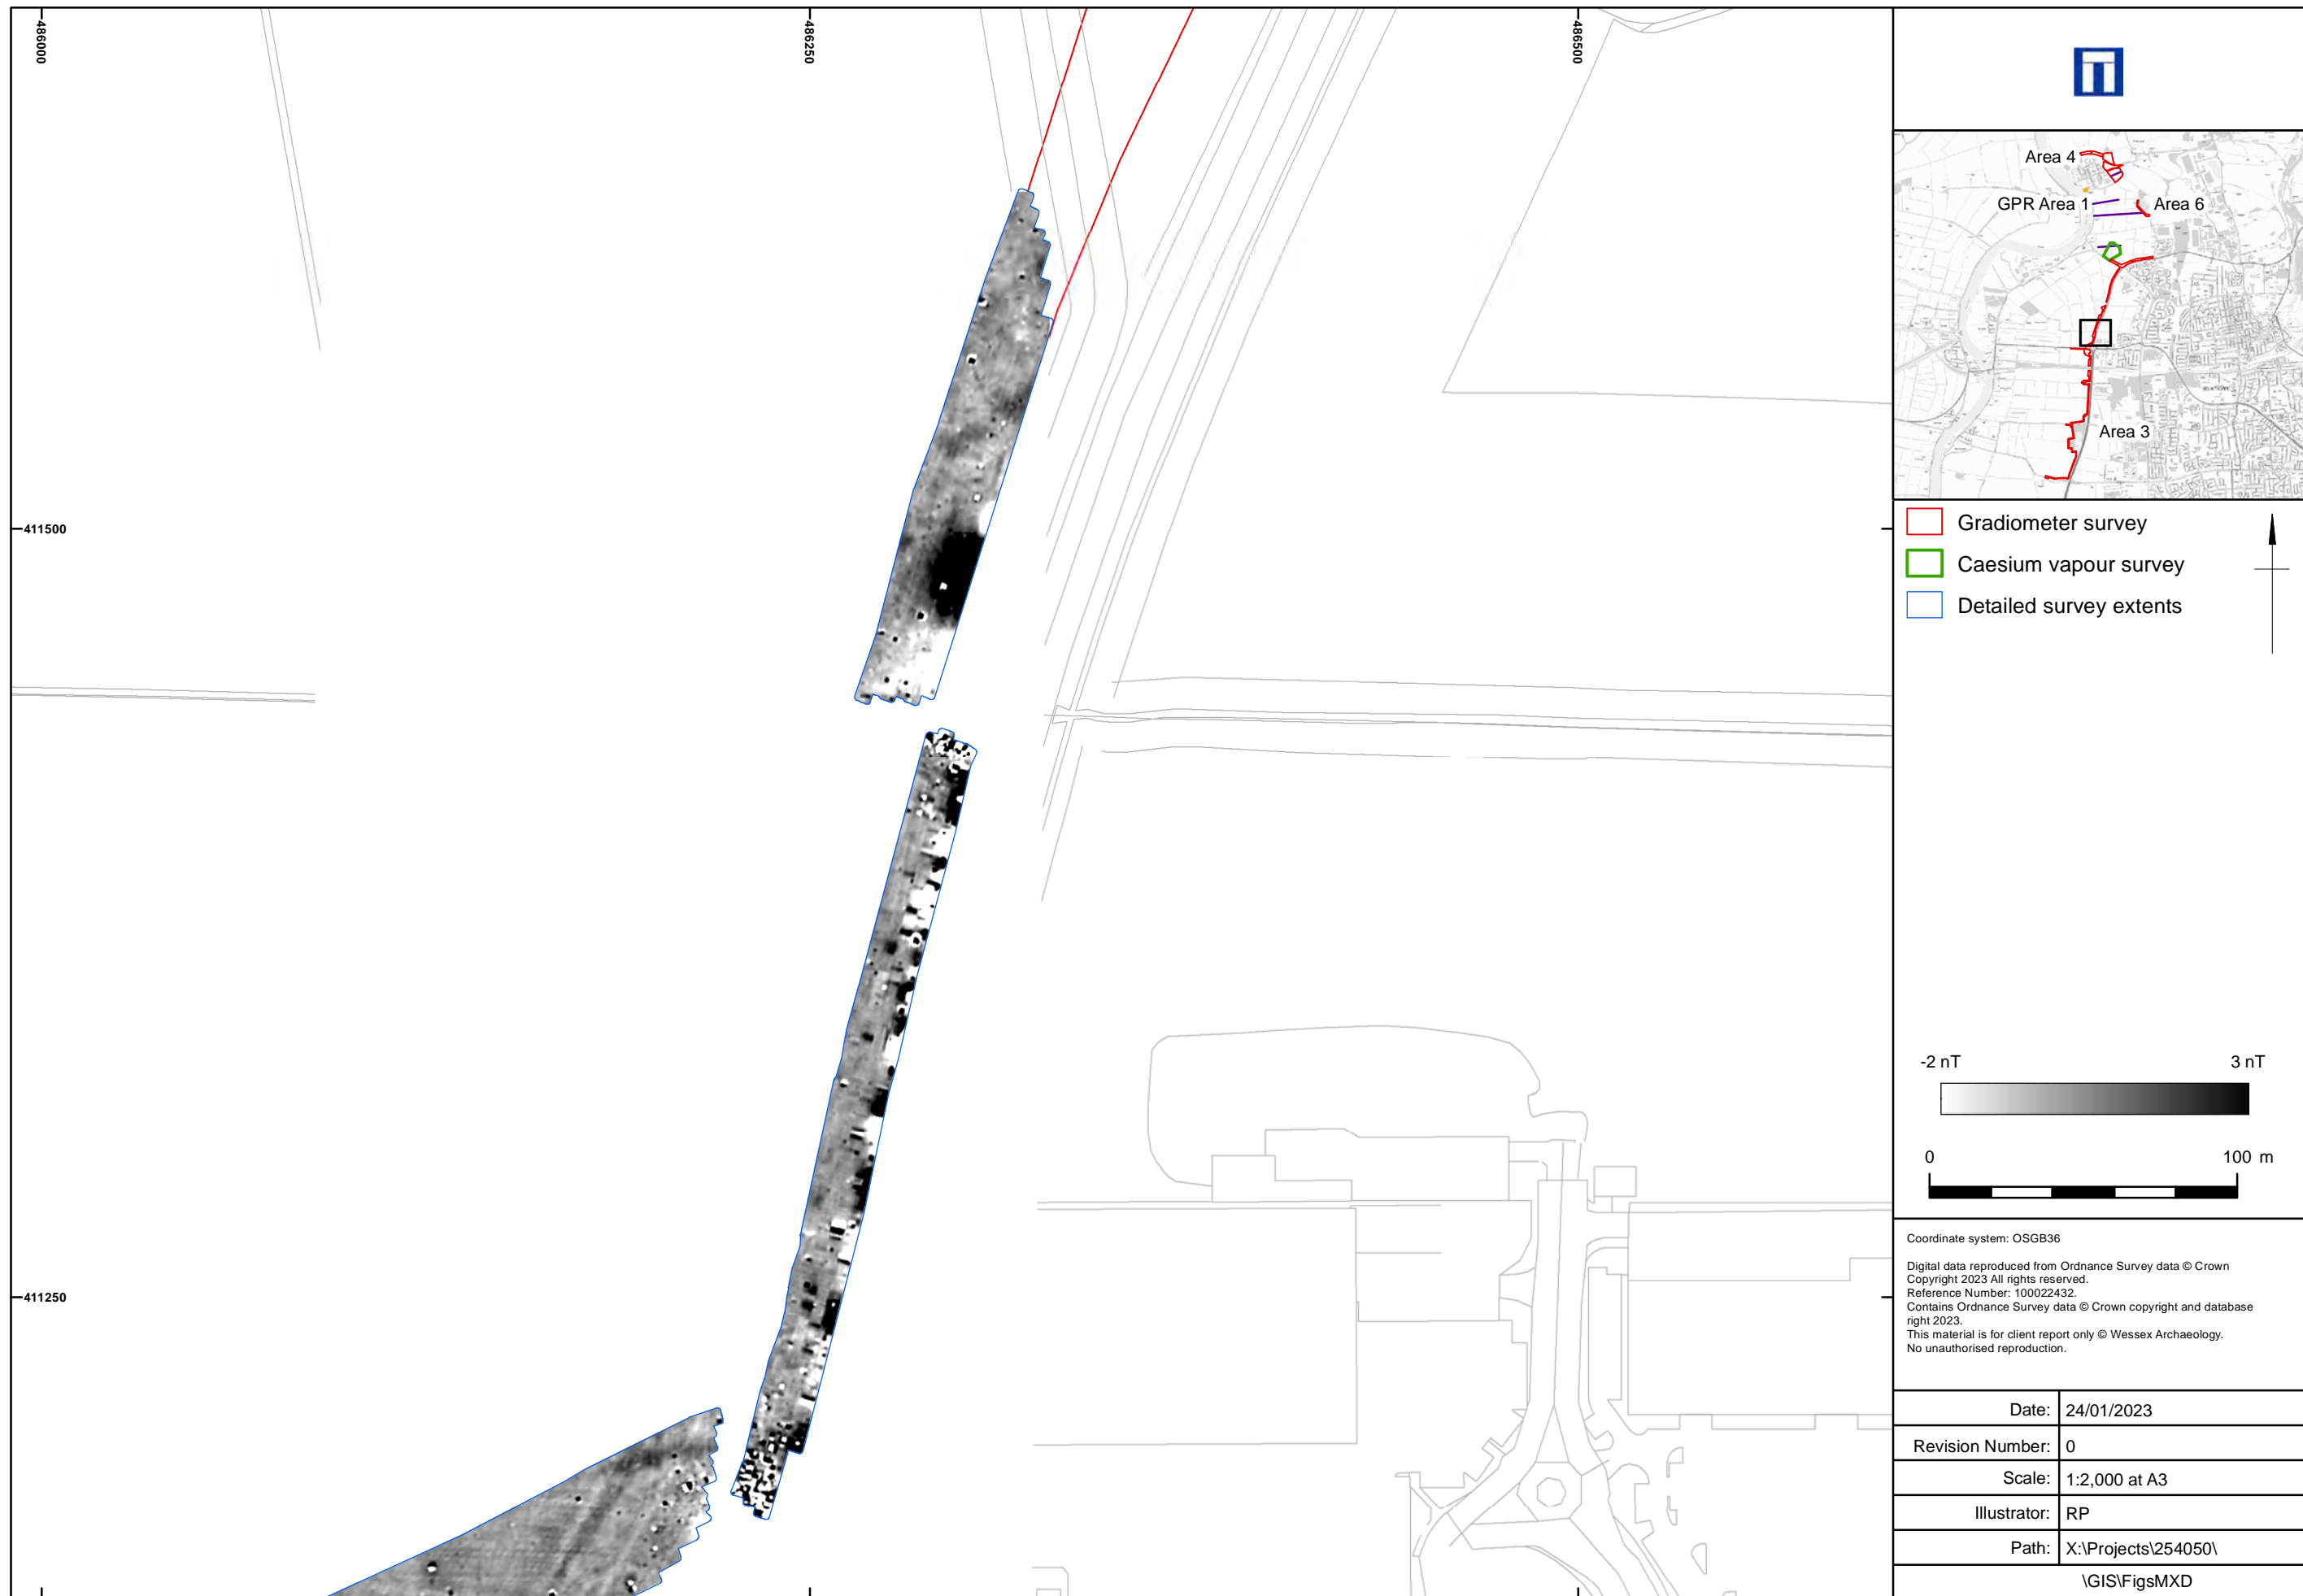 486000
486250
486500
411500
411250
Area 4
GPR Area 1
Area 6
Area 3
Gradiometer survey
Caesium vapour survey
Detailed survey extents
-2 nT
3 nT
0
100 m
Coordinate system: OSGB36
Digital data reproduced from Ordnance Survey data © Crown
Copyright 2023 All rights reserved.
Reference Number: 100022432.
Contains Ordnance Survey data © Crown copyright and database
right 2023.
This material is for client report only © Wessex Archaeology.
No unauthorised reproduction.
Date: 24/01/2023
Revision Number: 0
Scale: 1:2,000 at A3
Illustrator: RP
Path: X:\Projects\254050\
\GIS\FigsMXD